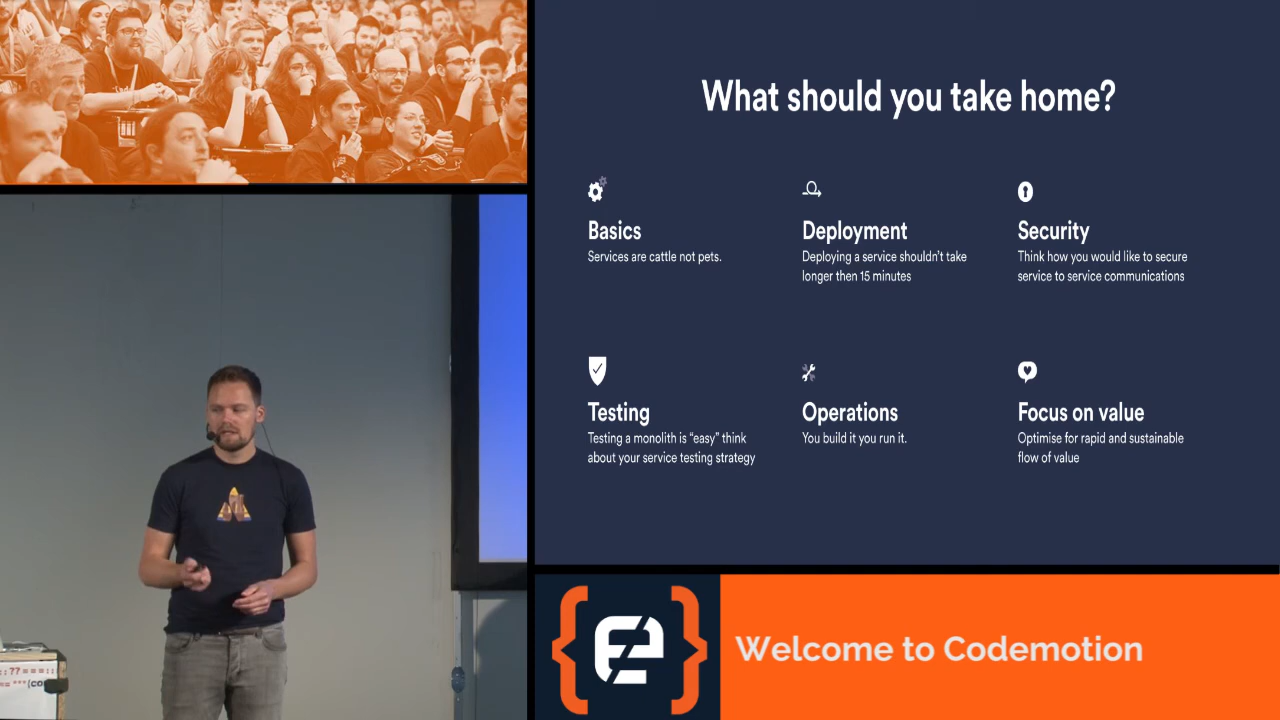 What should you take home?
Basics
Services are cattle not pets.
Deployment
Deploying a service shouldn't take
longer then 15 minutes
Security
Think how you would like to secure
service to service communications
Testing
Testing a monolith is "easy" think
about your service testing strategy
Operations
You build it you run it.
Focus on value
Optimise for rapid and sustainable
flow of value
Welcome to Codemotion